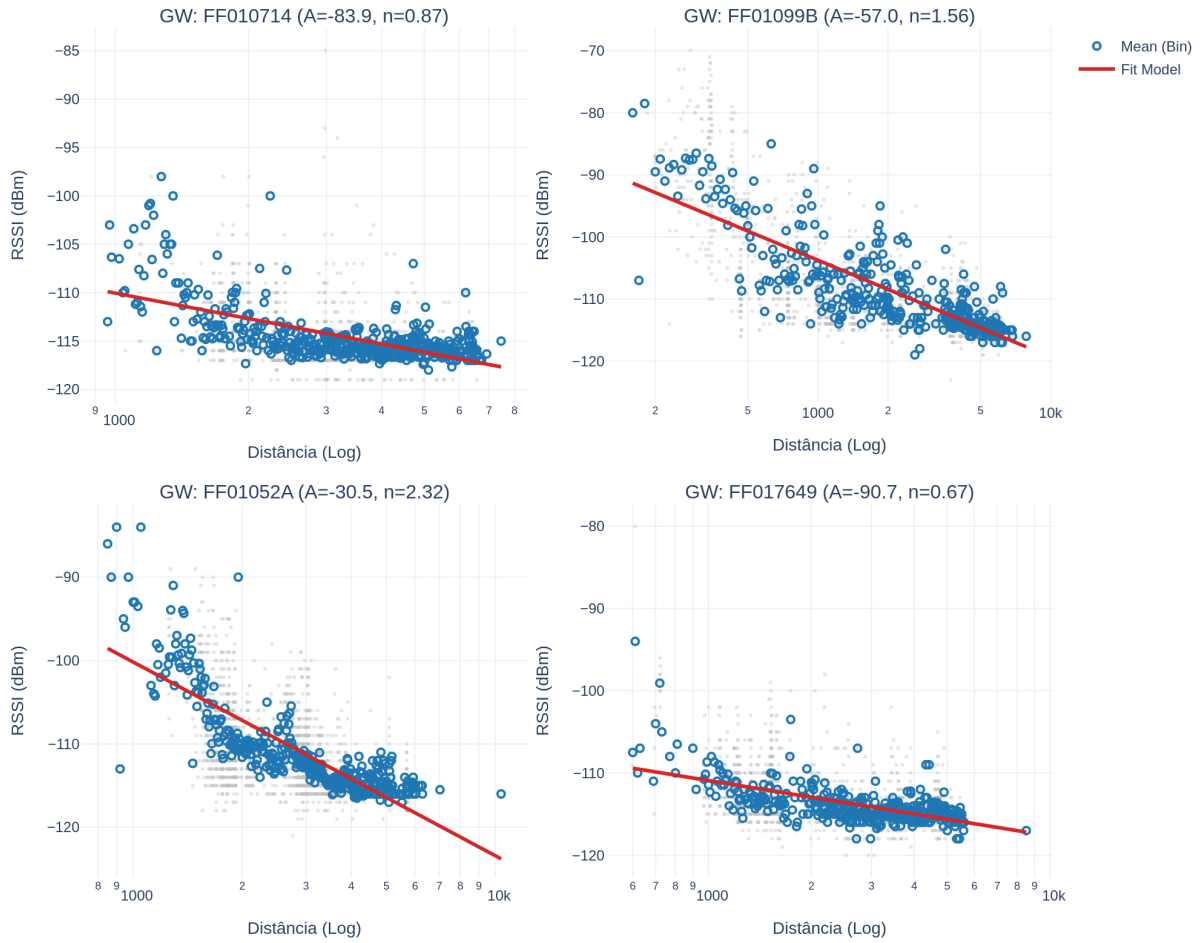 GW: FF010714 (A=-83.9, n=0.87)
−85
−90
−95
−100
−105
−110
−115
−120
RSSI (dBm)
9 1000 2 3 4 5 6 7 8
Distância (Log)
GW: FF01099B (A=-57.0, n=1.56)
−70
−80
−90
−100
−110
−120
RSSI (dBm)
2 5 1000 2 5 10k
Distância (Log)
Mean (Bin)
Fit Model
GW: FF01052A (A=-30.5, n=2.32)
−90
−100
−110
−120
RSSI (dBm)
8 9 1000 2 3 4 5 6 7 8 9 10k
Distância (Log)
GW: FF017649 (A=-90.7, n=0.67)
−80
−90
−100
−110
−120
RSSI (dBm)
6 7 8 9 1000 2 3 4 5 6 7 8 9
Distância (Log)